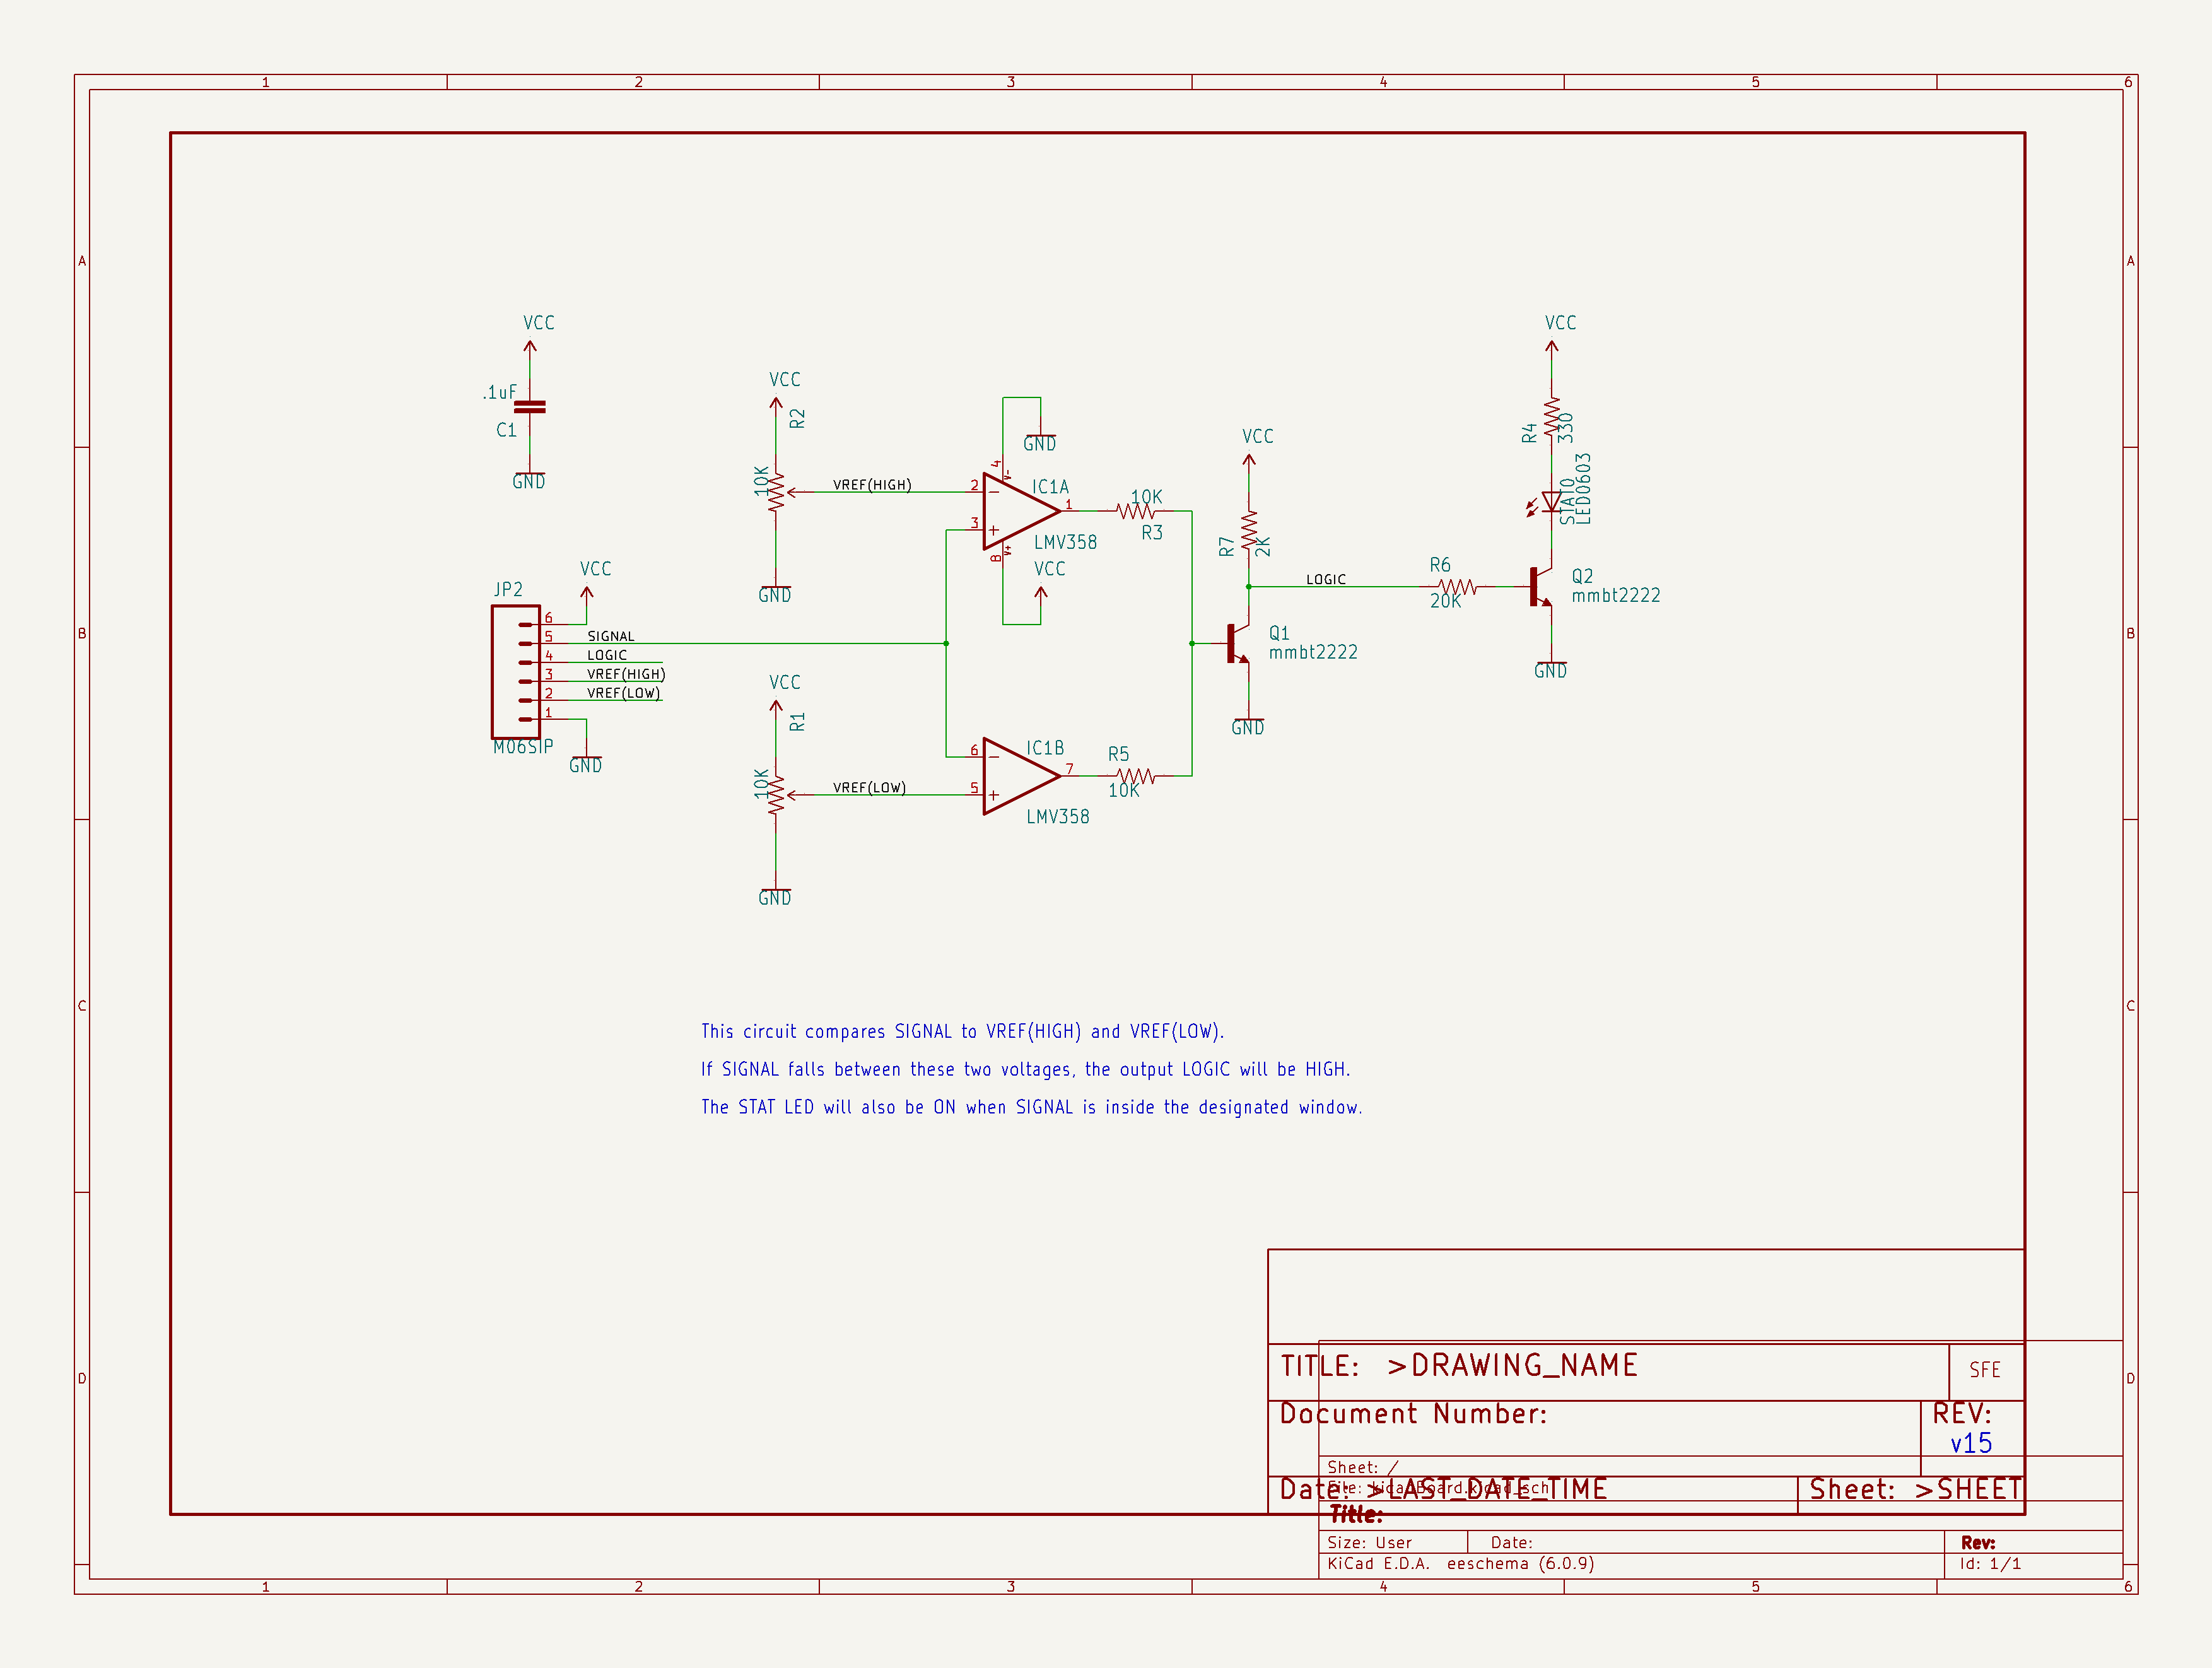 1 2 3 4 5 6
A A
B B
C C
D D
VCC
.1uF
C1
GND
VCC
R2
10K
GND
VREF(HIGH)
GND
4
V-
2
3
IC1A
1
LMV358
8
V+
VCC
10K
R3
VCC
R7
2K
LOGIC
R6
20K
Q1
mmbt2222
GND
VCC
R4
330
STAT0
LED0603
Q2
mmbt2222
GND
JP2
VCC
6
5 SIGNAL
4 LOGIC
3 VREF(HIGH)
2 VREF(LOW)
1
M06SIP
GND
VCC
R1
10K
GND
VREF(LOW)
6
5
IC1B
7
LMV358
R5
10K
This circuit compares SIGNAL to VREF(HIGH) and VREF(LOW).
If SIGNAL falls between these two voltages, the output LOGIC will be HIGH.
The STAT LED will also be ON when SIGNAL is inside the designated window.
TITLE: >DRAWING_NAME
SFE
Document Number:
REV:
v15
Sheet: /
File: kicadBoard.kicad_sch
Date: >LAST_DATE_TIME
Sheet: >SHEET
Title:
Size: User Date: Rev:
KiCad E.D.A. eeschema (6.0.9) Id: 1/1
1 2 3 4 5 6